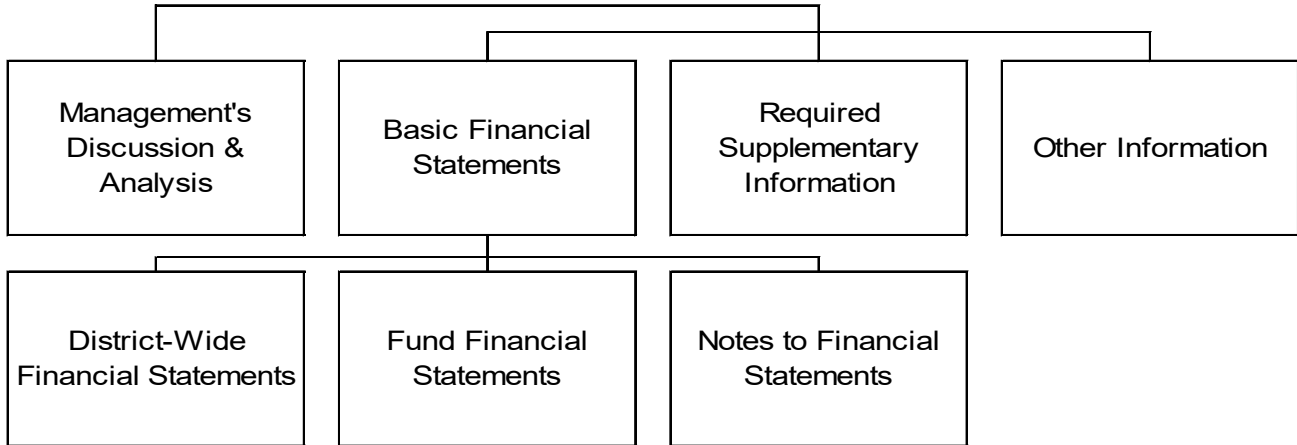 Management's
Discussion &
Analysis
Basic Financial
Statements
Required
Supplementary
Information
Other Information
District-Wide
Financial Statements
Fund Financial
Statements
Notes to Financial
Statements